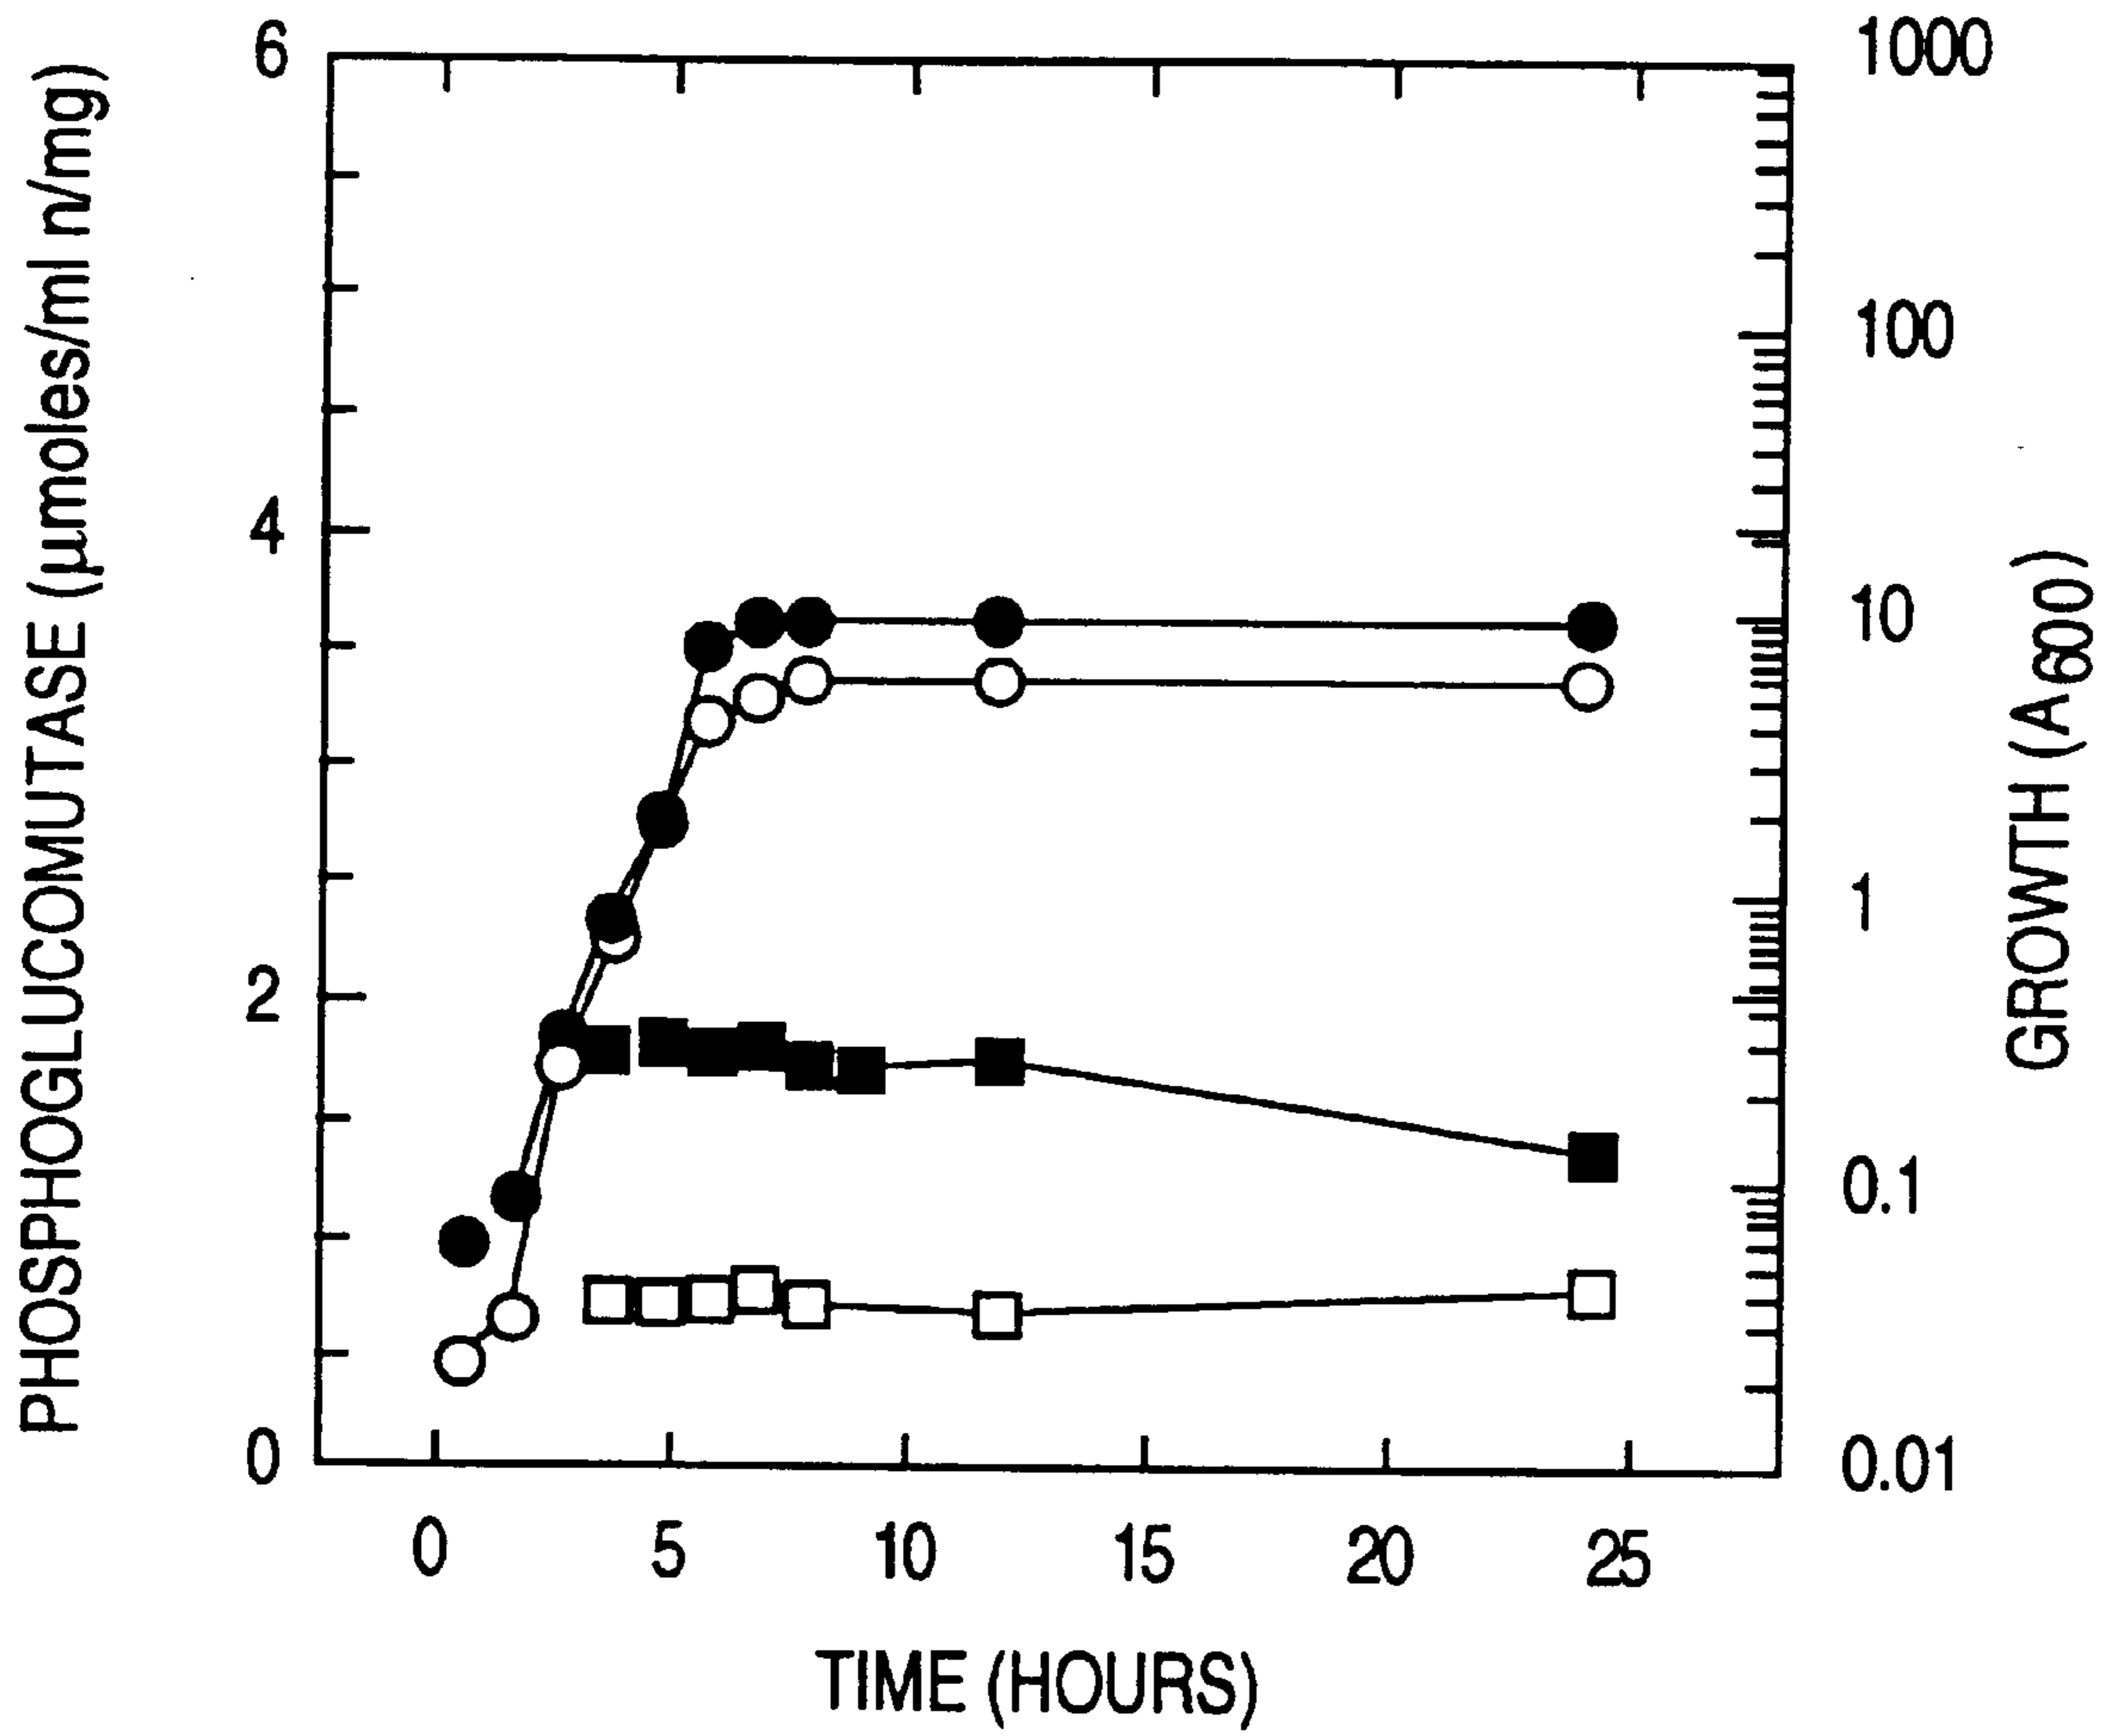 PHOSPHOGLUCOMUTASE (µmoles/ml n/mg)
6
4
2
0
1000
100
10
1
0.1
0.01
GROWTH (A600)
0 5 10 15 20 25
TIME (HOURS)